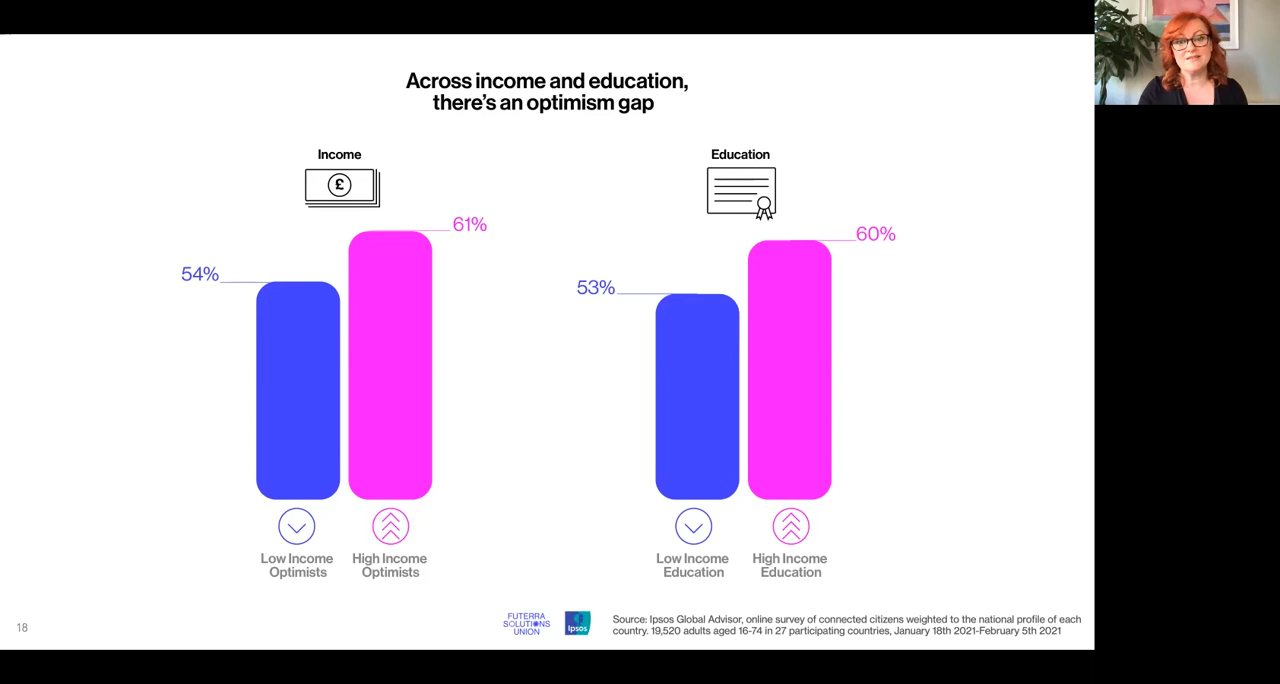 Across income and education,
there's an optimism gap
Income
£
61%
54%
Low Income
Optimists
High Income
Optimists
Education
60%
53%
Low Income
Education
High Income
Education
18
FUTERRA
SOLUTIONS
UNION
Ipsos
Source: Ipsos Global Advisor, online survey of connected citizens weighted to the national profile of each
country. 19,520 adults aged 16-74 in 27 participating countries, January 18th 2021-February 5th 2021